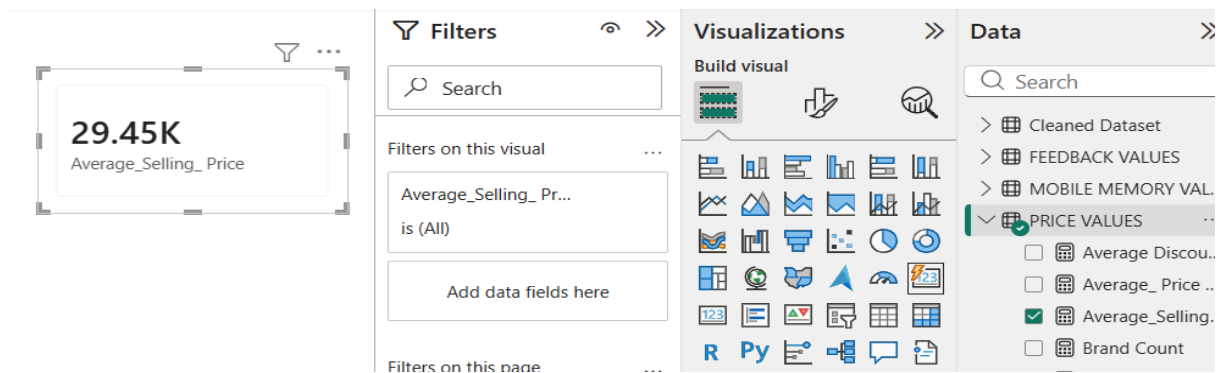 29.45K
Average_Selling_ Price
Filters
Search
Filters on this visual
...
Average_Selling_ Pr...
is (All)
Add data fields here
Filters on this page
...
Visualizations
Build visual
123
123
R
Py
Data
Search
Cleaned Dataset
FEEDBACK VALUES
MOBILE MEMORY VAL...
PRICE VALUES
Average Discou...
Average_ Price ...
Average_Selling...
Brand Count